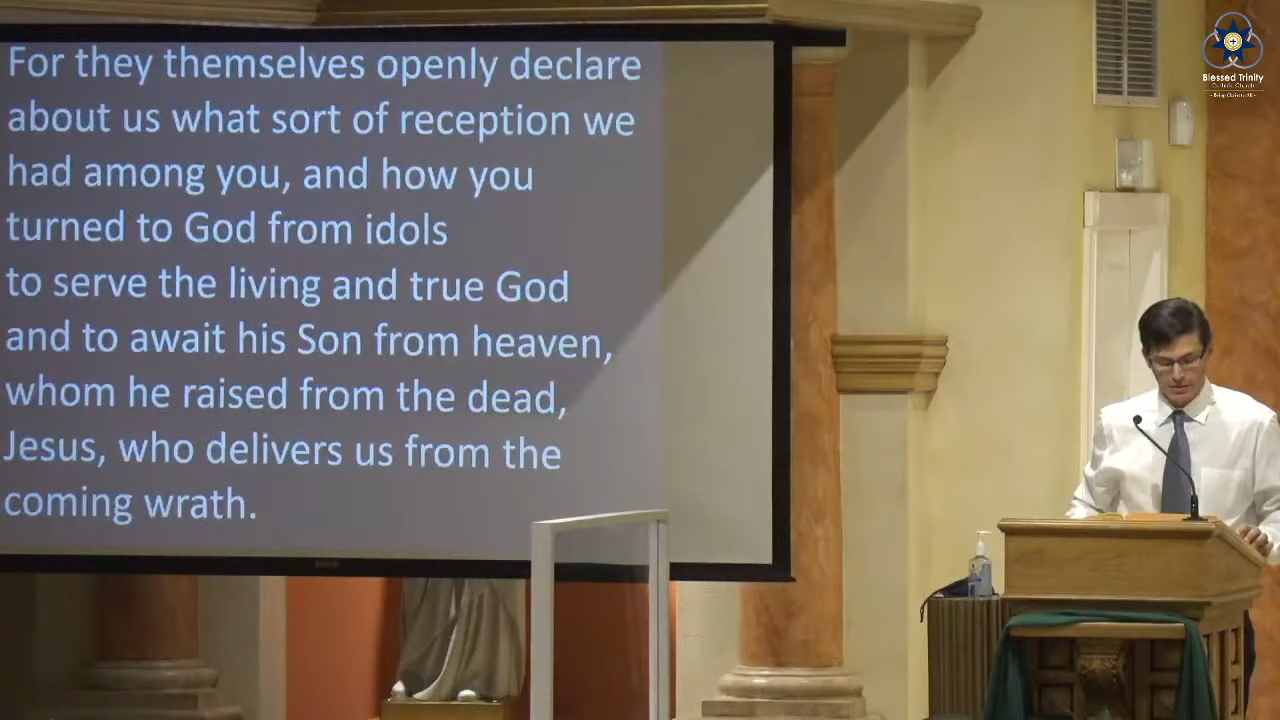 For they themselves openly declare
about us what sort of reception we
had among you, and how you
turned to God from idols
to serve the living and true God
and to await his Son from heaven,
whom he raised from the dead,
Jesus, who delivers us from the
coming wrath.
Blessed Trinity
Catholic Church